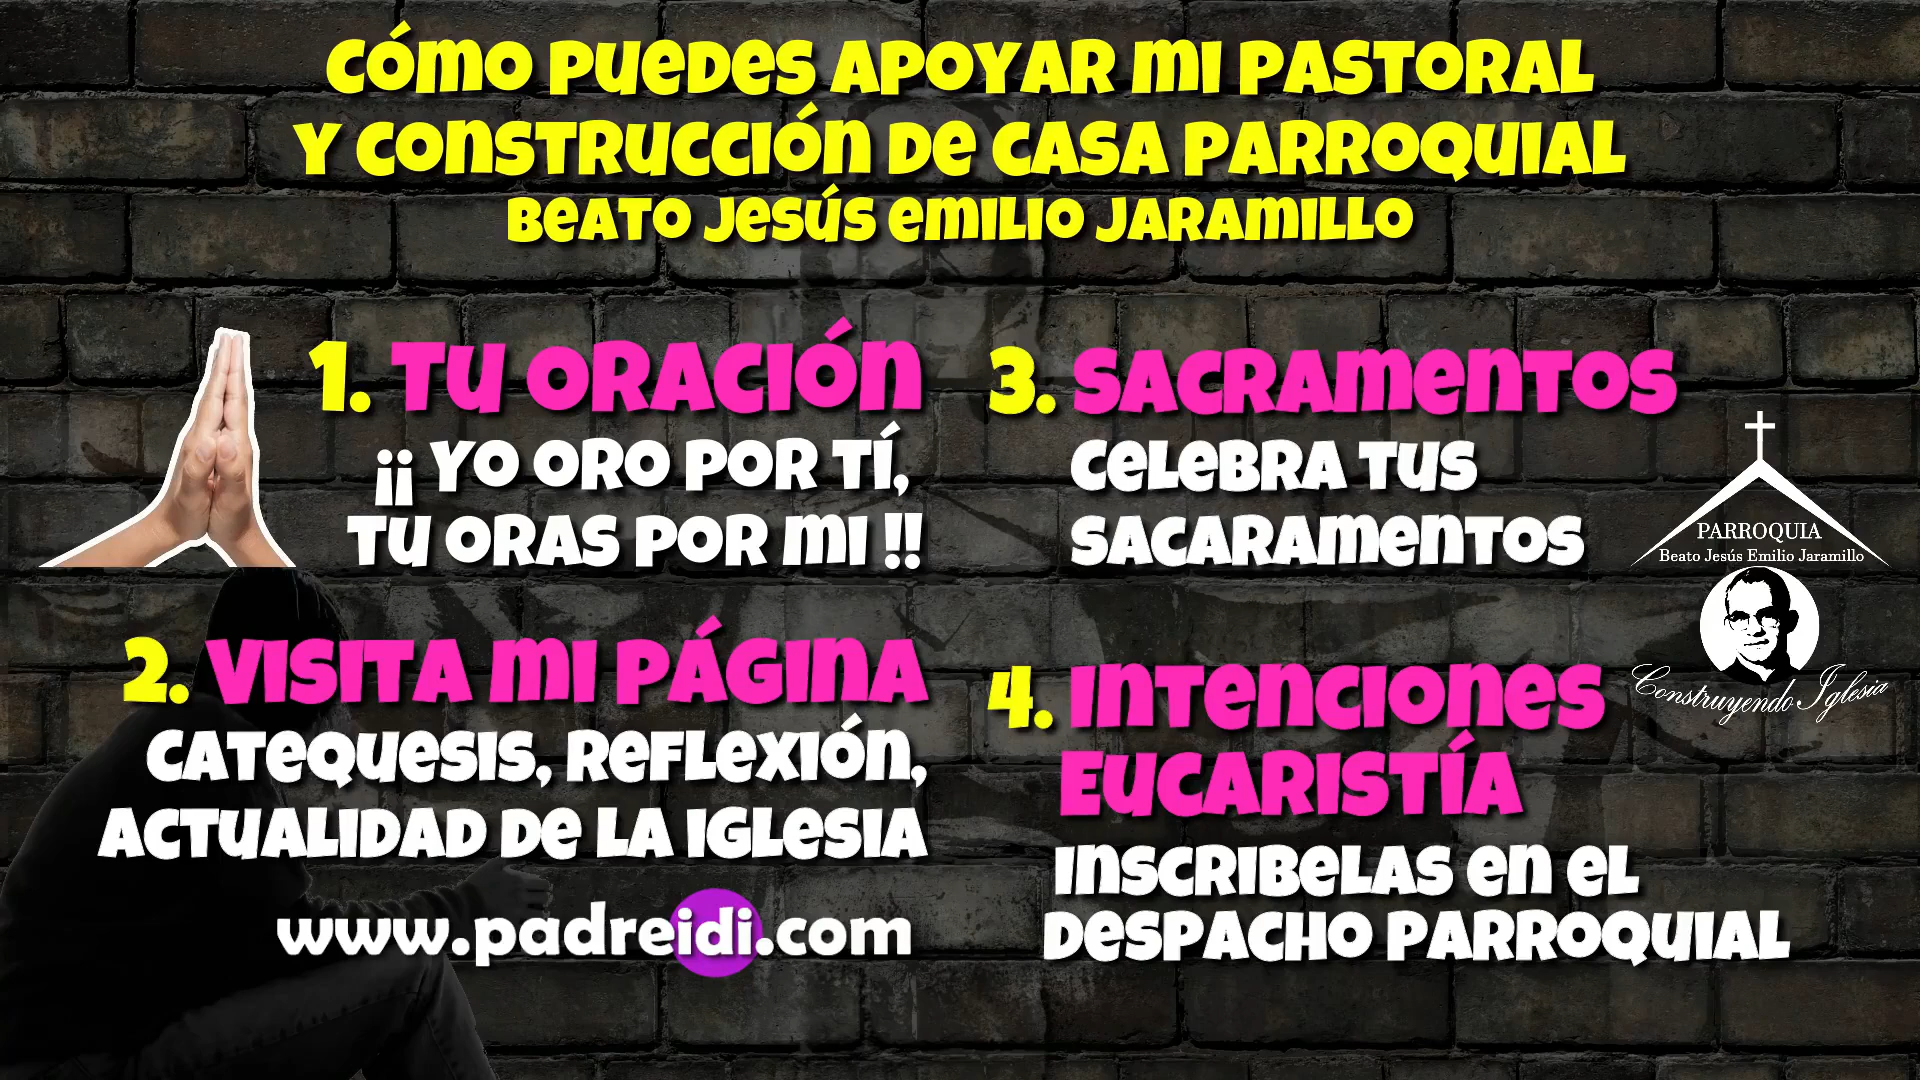 CÓMO PUEDES APOYAR MI PASTORAL
Y CONSTRUCCIÓN DE CASA PARROQUIAL
BEATO JESÚS EMILIO JARAMILLO
1. TU ORACIÓN
¡¡ YO ORO POR TÍ,
TU ORAS POR MI !!
2. VISITA MI PÁGINA
CATEQUESIS, REFLEXIÓN,
ACTUALIDAD DE LA IGLESIA
www.padreidi.com
3. SACRAMENTOS
CELEBRA TUS
SACARAMENTOS
4. INTENCIONES
EUCARISTÍA
INSCRIBELAS EN EL
DESPACHO PARROQUIAL
PARROQUIA
Beato Jesús Emilio Jaramillo
Construyendo Iglesia